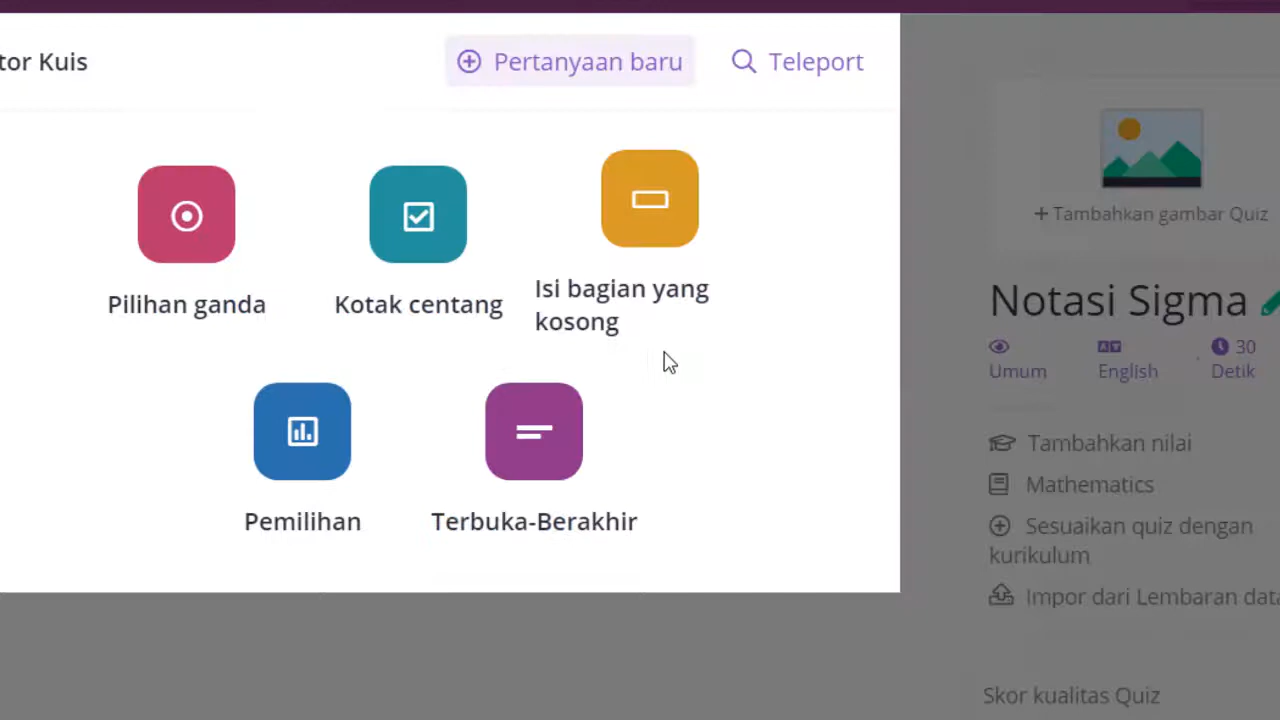 tor Kuis
Pertanyaan baru
Teleport
Pilihan ganda
Kotak centang
Isi bagian yang
kosong
Pemilihan
Terbuka-Berakhir
+ Tambahkan gambar Quiz
Notasi Sigma
Umum
English
30
Detik
Tambahkan nilai
Mathematics
Sesuaikan quiz dengan
kurikulum
Impor dari Lembaran data
Skor kualitas Quiz